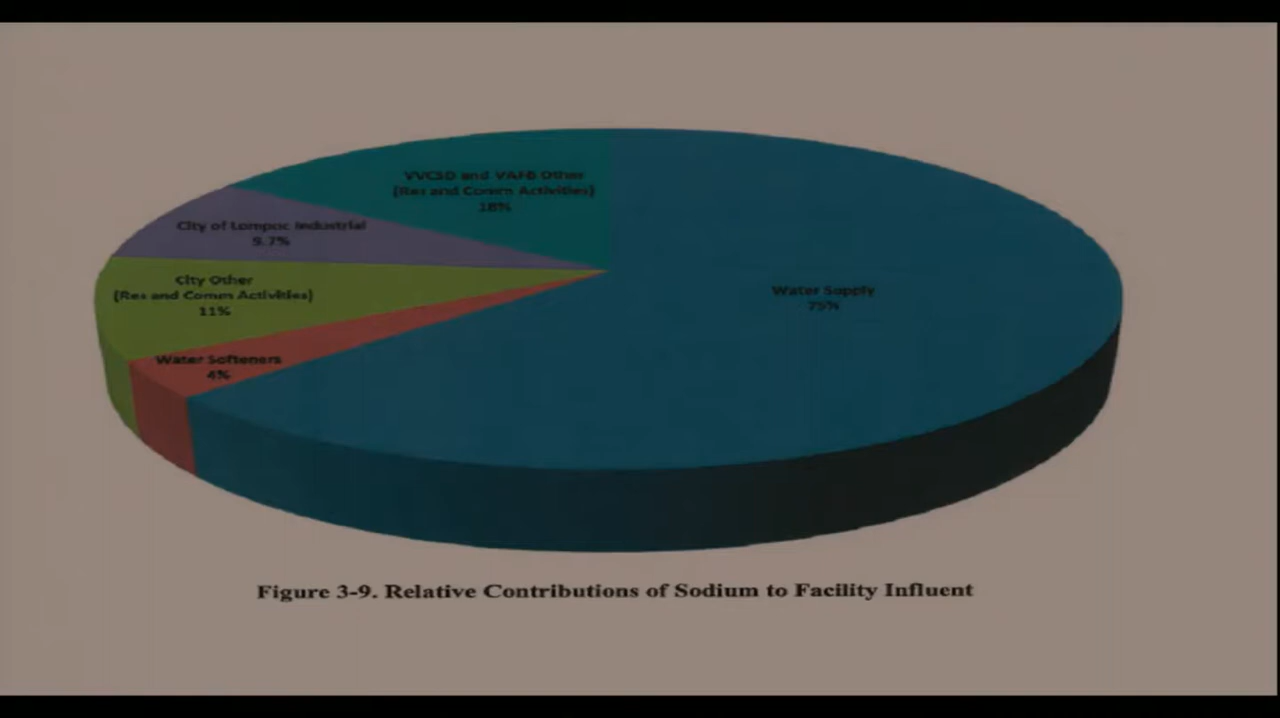 VVCSD and VAFB Other
(Res and Comm Activities)
18%
City of Lompoc Industrial
9.7%
City Other
(Res and Comm Activities)
11%
Water Supply
75%
Water Softeners
4%
Figure 3-9. Relative Contributions of Sodium to Facility Influent